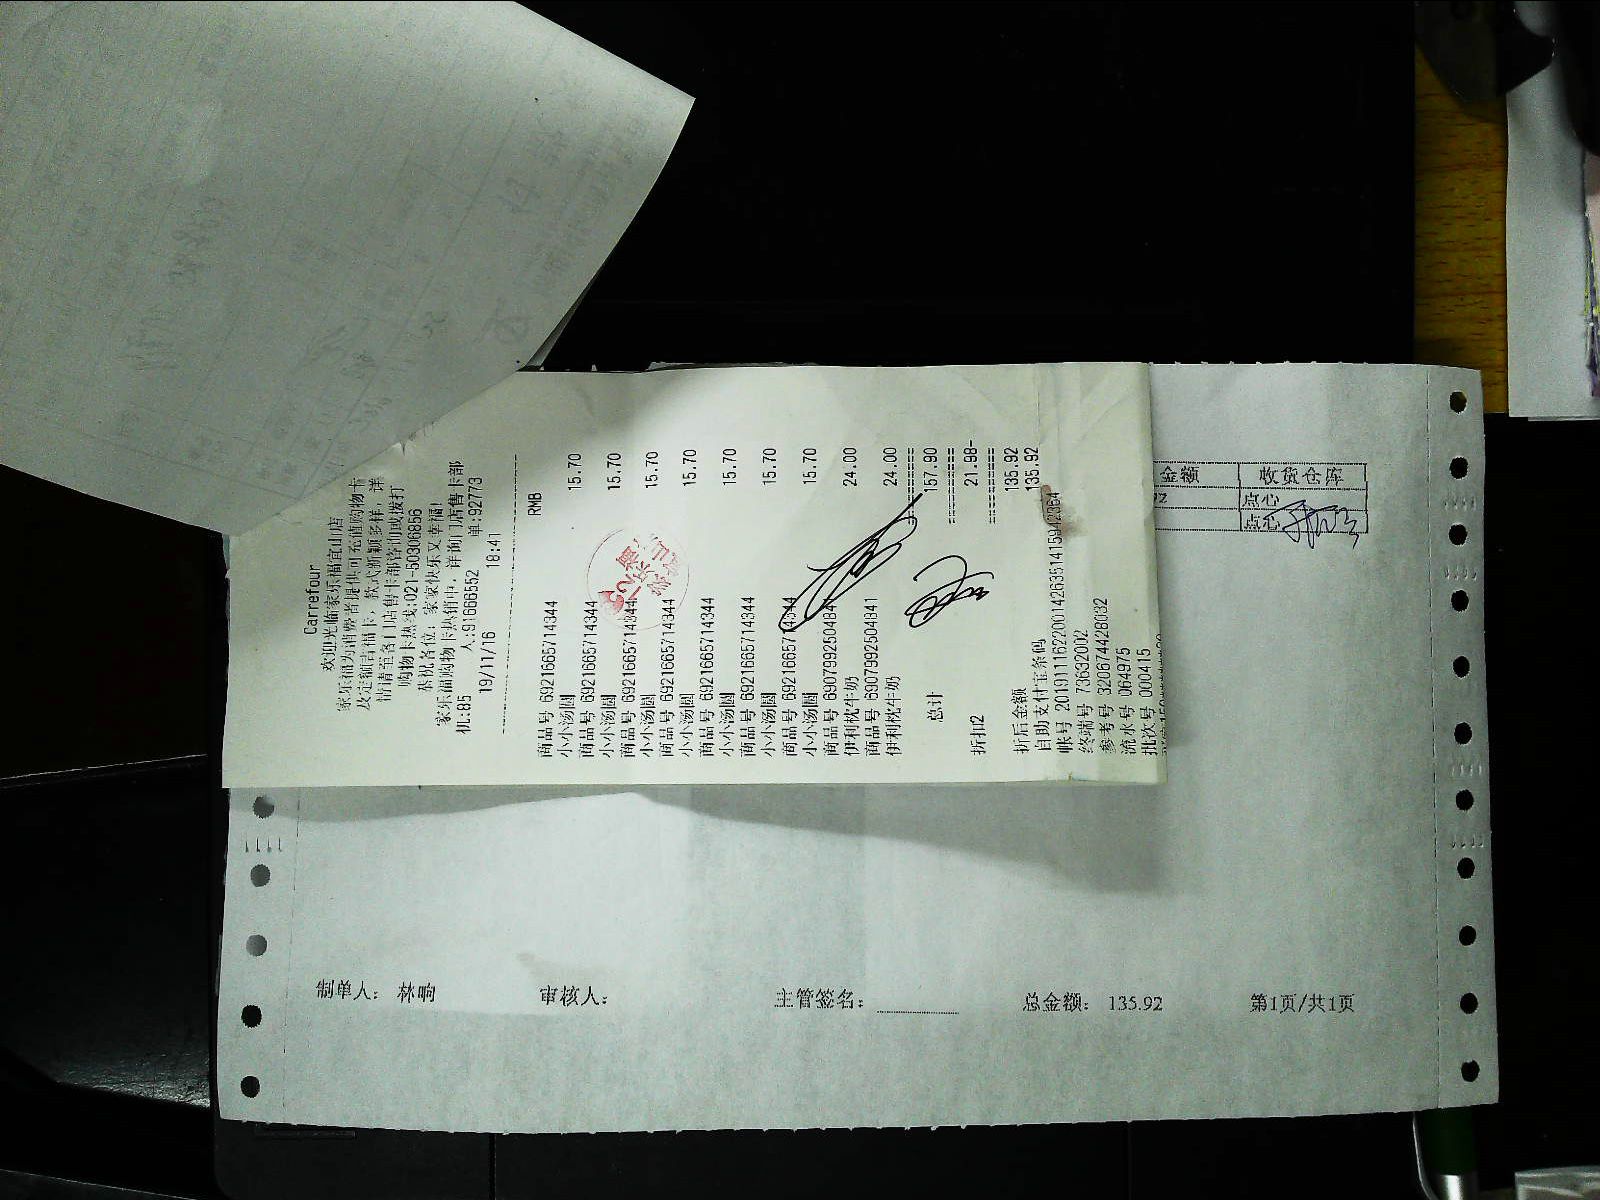 Carrefour
欢迎光临家乐福宜山店
家乐福为消费者提供可充值购物卡
及定额吉福卡，款式新颖多样，详
情请至各门店售卡部咨询或拨打
购物卡热线:021-60306856
恭祝各位：家家快乐又幸福!
家乐福购物卡热销中，详询门店售卡部
机:85 人:91666552 单:92773
19/11/16 18:41
RMB
商品号 6921665714344 15.70
小小汤圆
商品号 6921665714344 15.70
小小汤圆
商品号 6921665714344 15.70
小小汤圆
商品号 6921665714344 15.70
小小汤圆
商品号 6921665714344 15.70
小小汤圆
商品号 6921665714344 15.70
小小汤圆
商品号 6921665714344 15.70
小小汤圆
商品号 6907992504841 24.00
伊利枕牛奶
商品号 6907992504841 24.00
伊利枕牛奶
总计 157.90
折扣2 21.98-
折后金额 135.92
自助支付宝条码 135.92
帐号
终端号 73632002
参考号 320674428032
流水号 064975
批次号 000415
金额 收货仓库
点心
点心
制单人： 林响 审核人： 主管签名： 总金额： 135.92 第1页/共1页